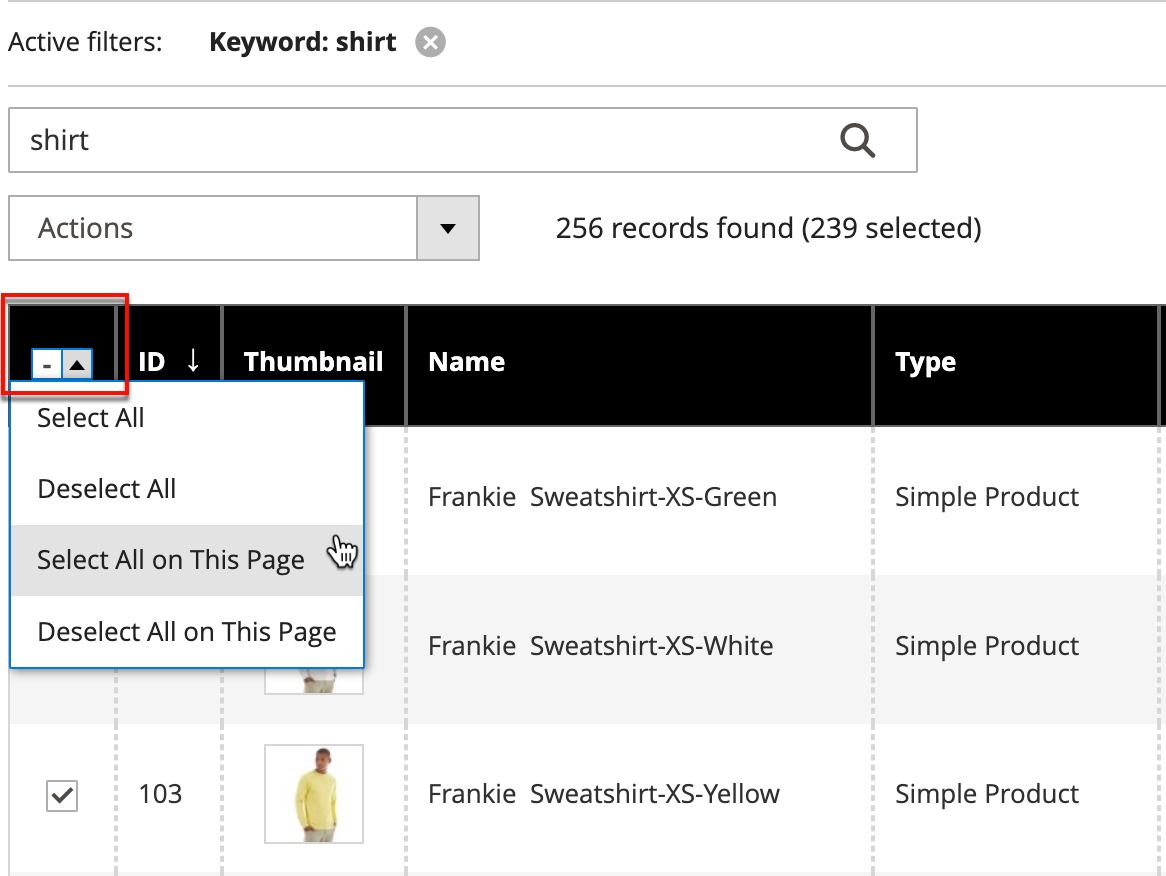 Active filters: Keyword: shirt
shirt
Actions
256 records found (239 selected)
- ID ↓ Thumbnail Name Type
Select All
Deselect All
Frankie Sweatshirt-XS-Green Simple Product
Select All on This Page
Deselect All on This Page
Frankie Sweatshirt-XS-White Simple Product
103 Frankie Sweatshirt-XS-Yellow Simple Product